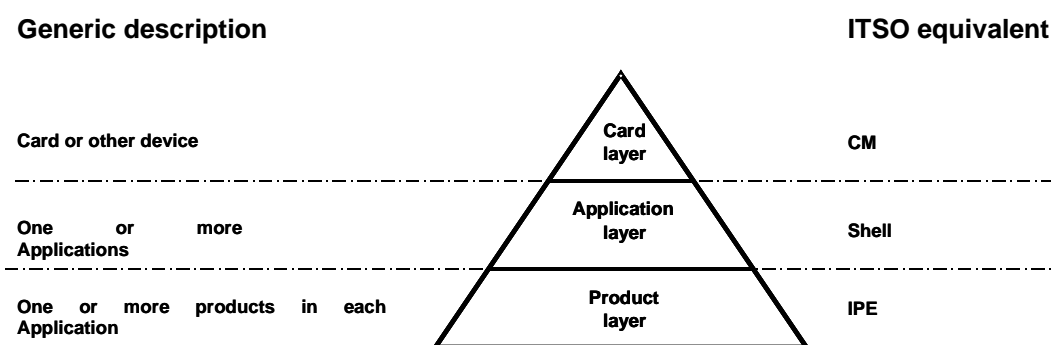 Generic description
ITSO equivalent
Card or other device
Card
layer
CM
One or more
Applications
Application
layer
Shell
One or more products in each
Application
Product
layer
IPE